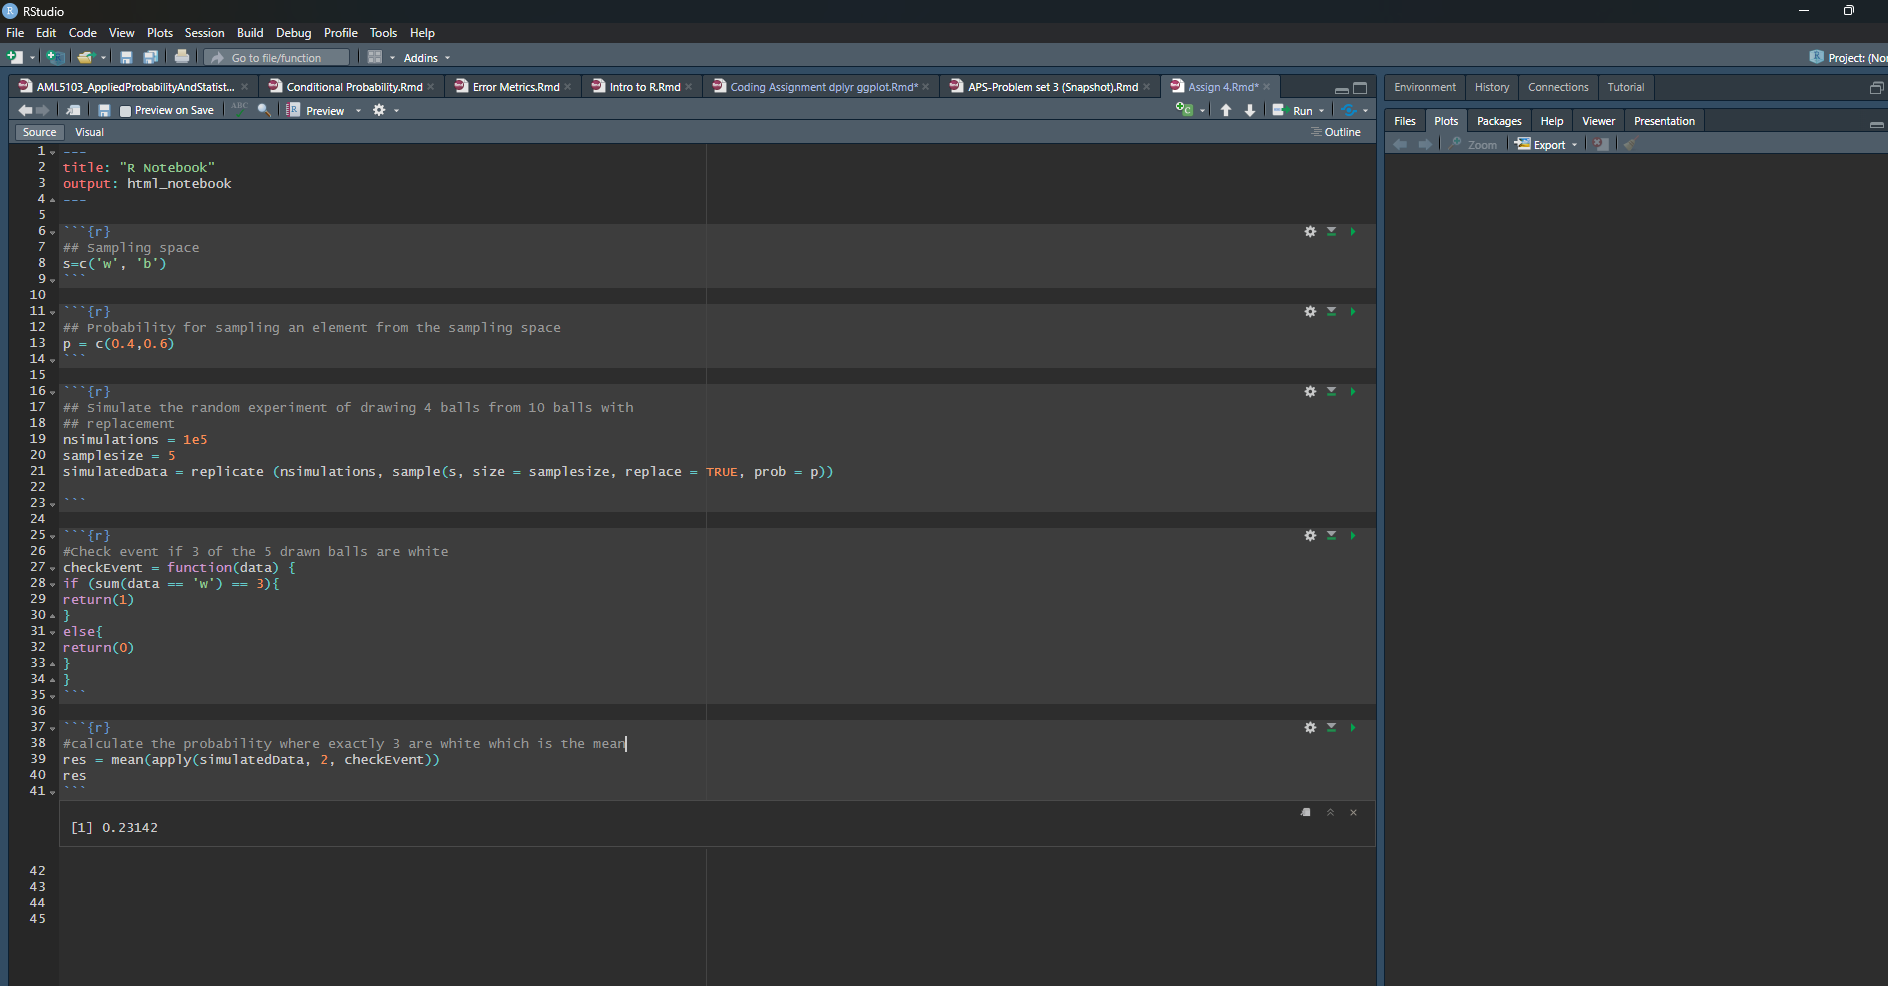 RStudio
File Edit Code View Plots Session Build Debug Profile Tools Help
Go to file/function Addins Project: (Nor
AML5103_AppliedProbabilityAndStatist... Conditional Probability.Rmd Error Metrics.Rmd Intro to R.Rmd Coding Assignment dplyr ggplot.Rmd* APS-Problem set 3 (Snapshot).Rmd Assign 4.Rmd*
Preview on Save ABC Preview Run
Source Visual Outline
1 ---
2 title: "R Notebook"
3 output: html_notebook
4 ---
5
6 ```{r}
7 ## Sampling space
8 s=c('w', 'b')
9 ```
10
11 ```{r}
12 ## Probability for sampling an element from the sampling space
13 p = c(0.4,0.6)
14 ```
15
16 ```{r}
17 ## Simulate the random experiment of drawing 4 balls from 10 balls with
18 ## replacement
19 nsimulations = 1e5
20 samplesize = 5
21 simulatedData = replicate (nsimulations, sample(s, size = samplesize, replace = TRUE, prob = p))
22
23 ```
24
25 ```{r}
26 #Check event if 3 of the 5 drawn balls are white
27 checkEvent = function(data) {
28 if (sum(data == 'w') == 3){
29 return(1)
30 }
31 else{
32 return(0)
33 }
34 }
35 ```
36
37 ```{r}
38 #calculate the probability where exactly 3 are white which is the mean
39 res = mean(apply(simulatedData, 2, checkEvent))
40 res
41 ```
[1] 0.23142
42
43
44
45
Environment History Connections Tutorial
Files Plots Packages Help Viewer Presentation
Zoom Export